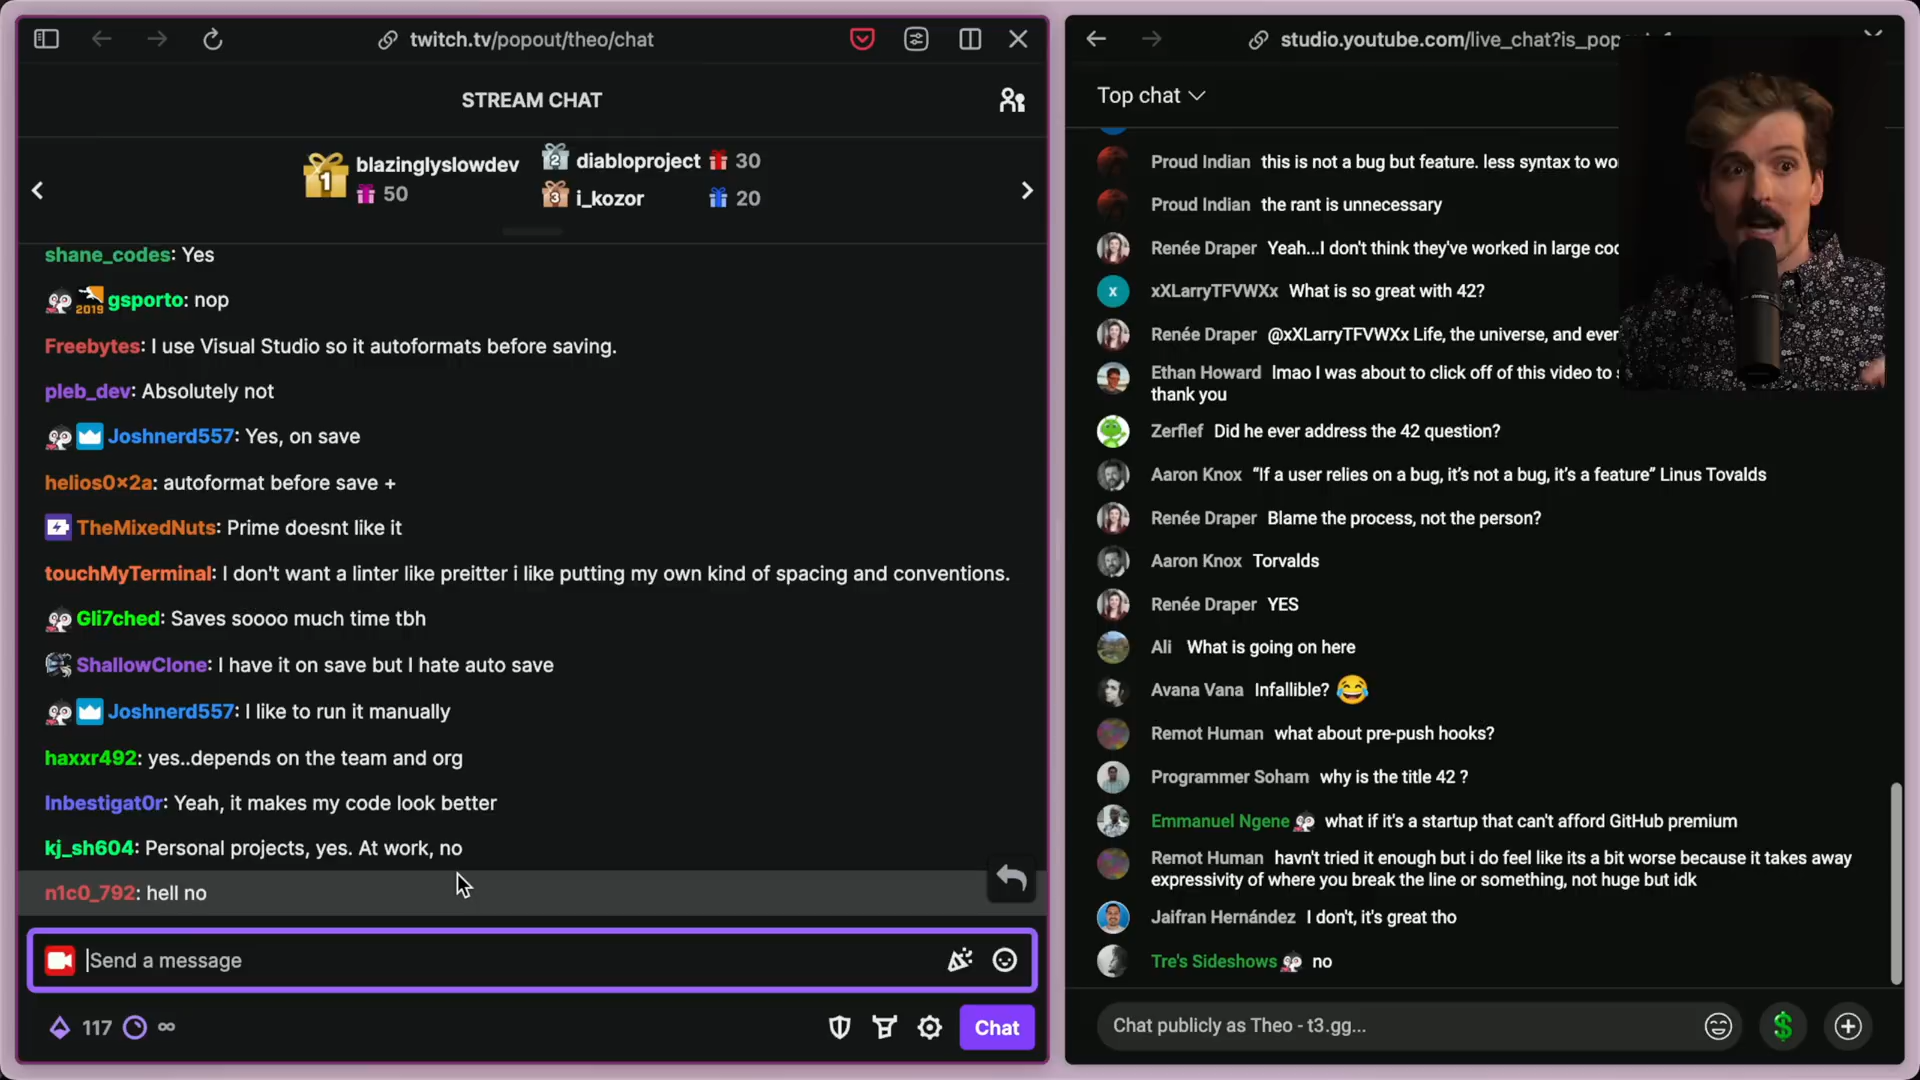 twitch.tv/popout/theo/chat
STREAM CHAT
1
blazinglyslowdev
50
2
diabloproject
30
3
i_kozor
20
shane_codes: Yes
2019
gsporto: nop
Freebytes: I use Visual Studio so it autoformats before saving.
pleb_dev: Absolutely not
Joshnerd557: Yes, on save
helios0x2a: autoformat before save +
TheMixedNuts: Prime doesnt like it
touchMyTerminal: I don't want a linter like preitter i like putting my own kind of spacing and conventions.
Gli7ched: Saves soooo much time tbh
ShallowClone: I have it on save but I hate auto save
Joshnerd557: I like to run it manually
haxxr492: yes..depends on the team and org
Inbestigat0r: Yeah, it makes my code look better
kj_sh604: Personal projects, yes. At work, no
n1c0_792: hell no
Send a message
117
∞
Chat
studio.youtube.com/live_chat?is_pop
Top chat
Proud Indian this is not a bug but feature. less syntax to
Proud Indian the rant is unnecessary
Renée Draper Yeah...I don't think they've worked in large
x
xXLarryTFVWXx What is so great with 42?
Renée Draper @xXLarryTFVWXx Life, the universe, and
Ethan Howard lmao I was about to click off of this video to
thank you
Zerflef Did he ever address the 42 question?
Aaron Knox “If a user relies on a bug, it’s not a bug, it’s a feature” Linus Tovalds
Renée Draper Blame the process, not the person?
Aaron Knox Torvalds
Renée Draper YES
Ali What is going on here
Avana Vana Infallible? 😂
Remot Human what about pre-push hooks?
Programmer Soham why is the title 42 ?
Emmanuel Ngene what if it's a startup that can't afford GitHub premium
Remot Human havn't tried it enough but i do feel like its a bit worse because it takes away
expressivity of where you break the line or something, not huge but idk
Jaifran Hernández I don't, it's great tho
Tre's Sideshows no
Chat publicly as Theo - t3.gg...